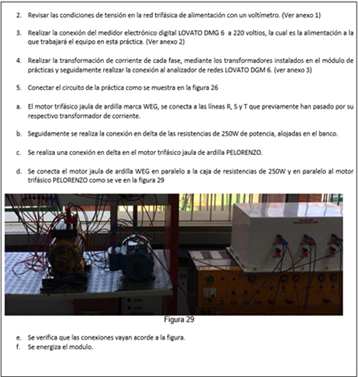 2. Revisar las condiciones de tensión en la red trifásica de alimentación con un voltímetro. (Ver anexo 1)
3. Realizar la conexión del medidor electrónico digital LOVATO DMG 6 a 220 voltios, la cual es la alimentación a la
que trabajará el equipo en esta práctica. (Ver anexo 2)
4. Realizar la transformación de corriente de cada fase, mediante los transformadores instalados en el módulo de
prácticas y seguidamente realizar la conexión al analizador de redes LOVATO DGM 6. (ver anexo 3)
5. Conectar el circuito de la práctica como se muestra en la figura 26
a. El motor trifásico jaula de ardilla marca WEG, se conecta a las líneas R, S y T que previamente han pasado por su
respectivo transformador de corriente.
b. Seguidamente se realiza la conexión en delta de las resistencias de 250W de potencia, alojadas en el banco.
c. Se realiza una conexión en delta en el motor trifásico jaula de ardilla PELORENZO.
d. Se conecta el motor jaula de ardilla WEG en paralelo a la caja de resistencias de 250W y en paralelo al motor
trifásico PELORENZO como se ve en la figura 29
Figura 29
e. Se verifica que las conexiones vayan acorde a la figura.
f. Se energiza el modulo.